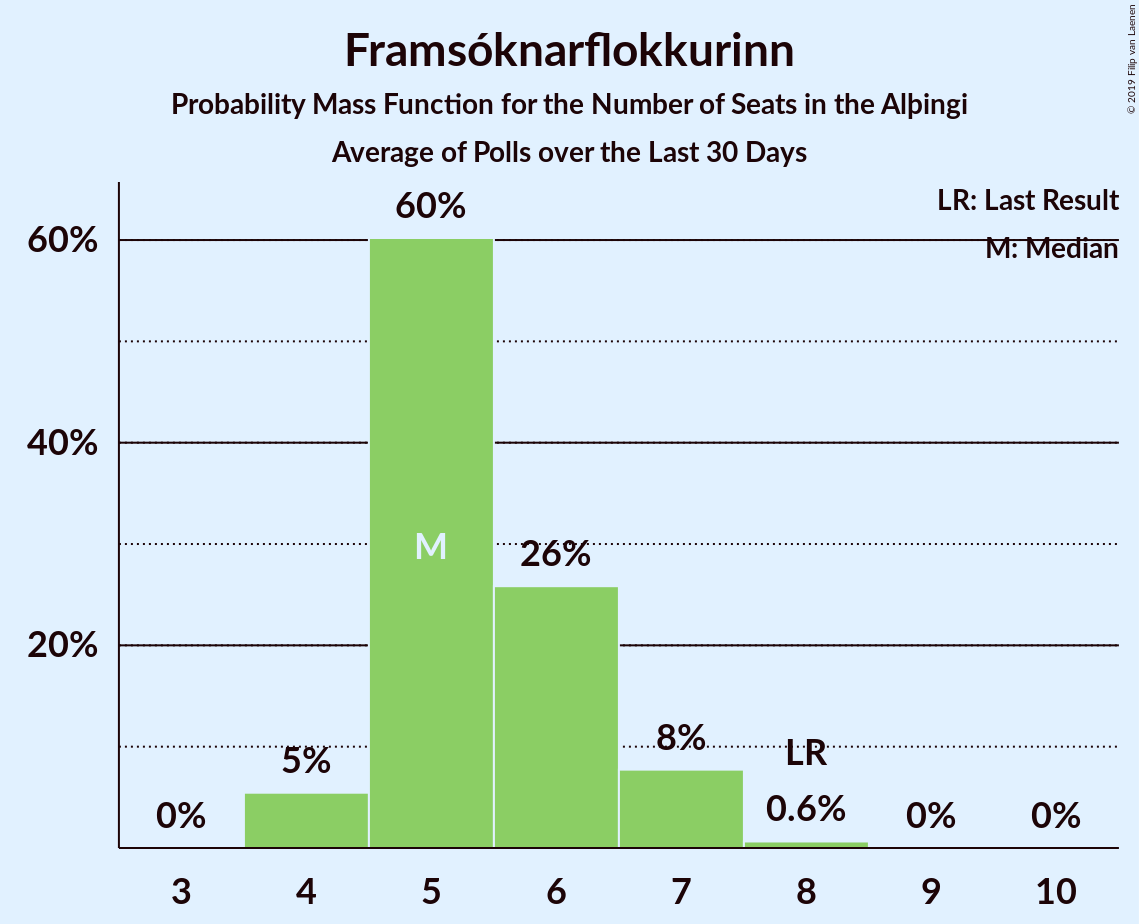 Framsóknarflokkurinn
Probability Mass Function for the Number of Seats in the Alþingi
Average of Polls over the Last 30 Days
© 2019 Filip van Laenen
LR: Last Result
M: Median
60%
40%
20%
0%
5%
60%
M
26%
8%
LR
0.6%
0%
0%
3 4 5 6 7 8 9 10